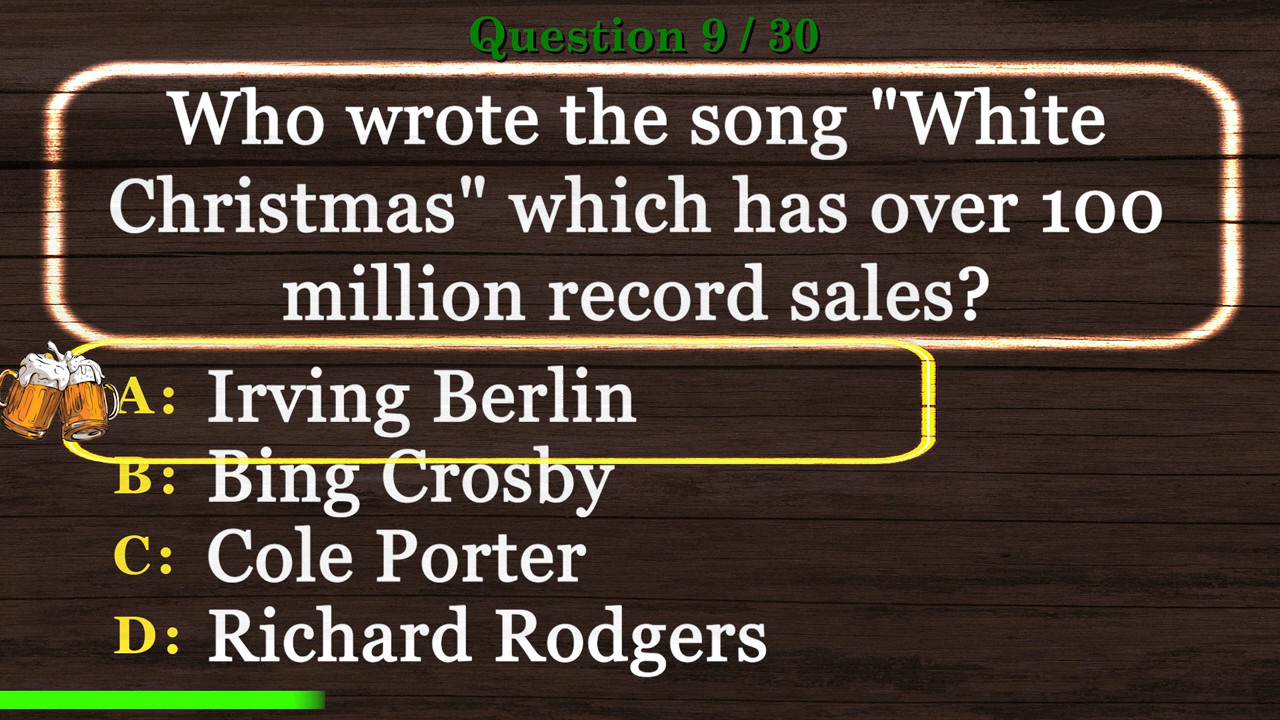 Question 9 / 30
Who wrote the song "White
Christmas" which has over 100
million record sales?
A: Irving Berlin
B: Bing Crosby
C: Cole Porter
D: Richard Rodgers